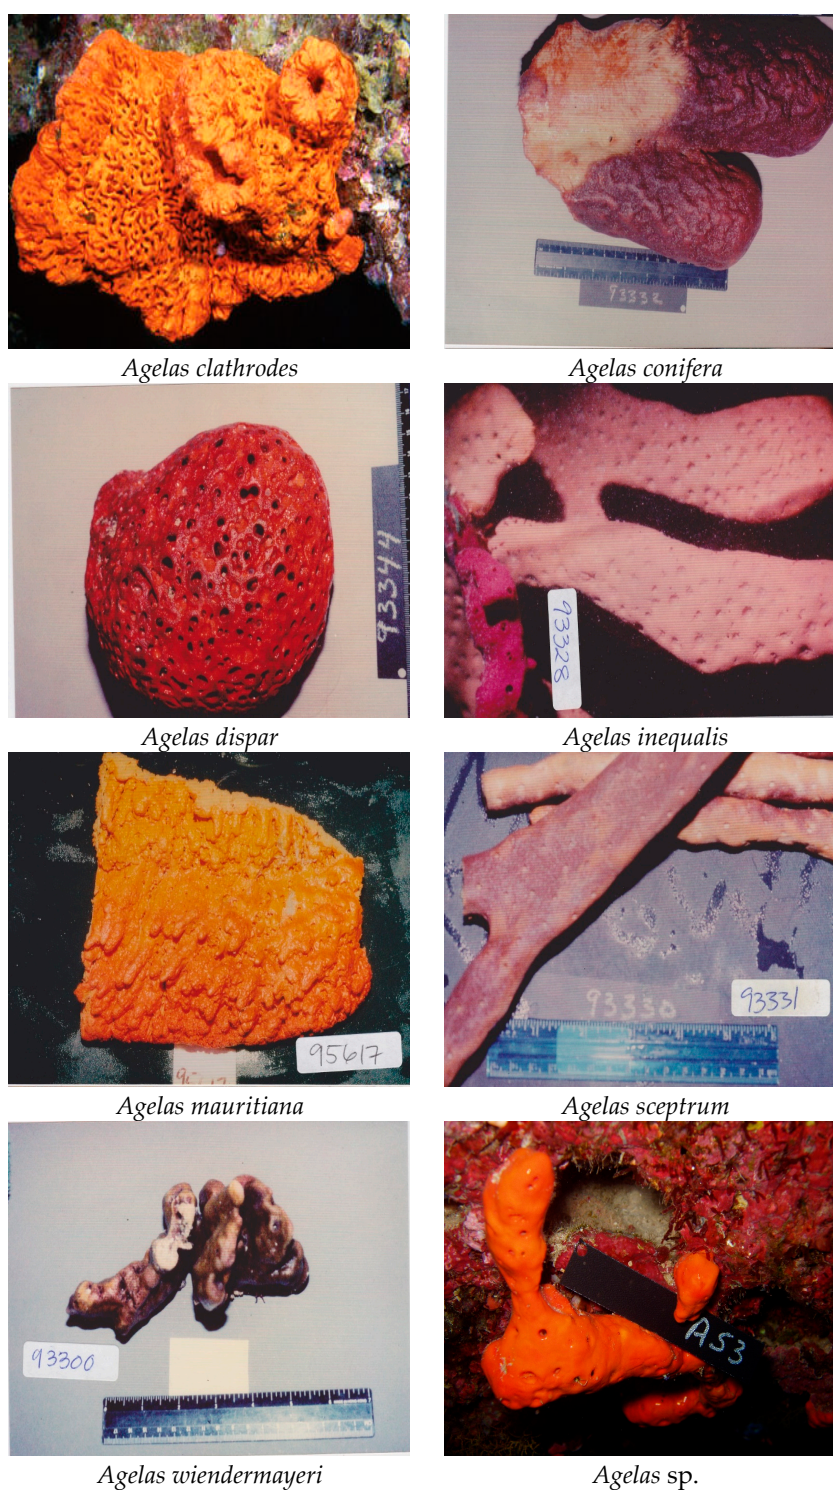 Agelas clathrodes
93332
Agelas conifera
93344
Agelas dispar
93328
Agelas inequalis
95617
Agelas mauritiana
93330
93331
Agelas sceptrum
93300
Agelas wiendermayeri
AS3
Agelas sp.